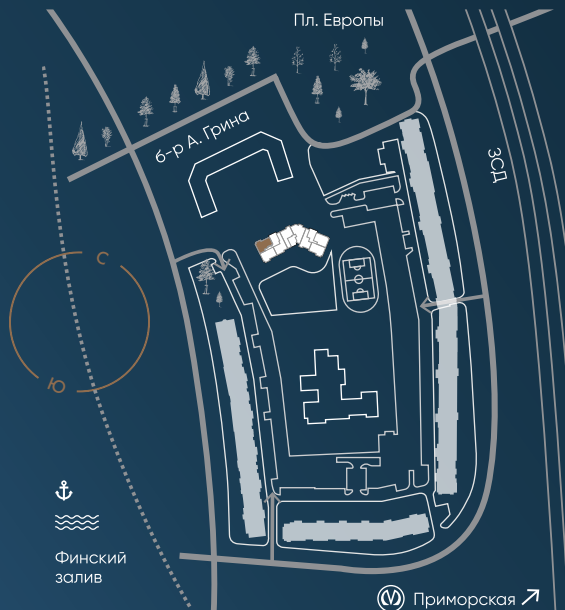 Пл. Европы
б-р А. Грина
ЗСД
С
Ю
Финский
залив
Приморская